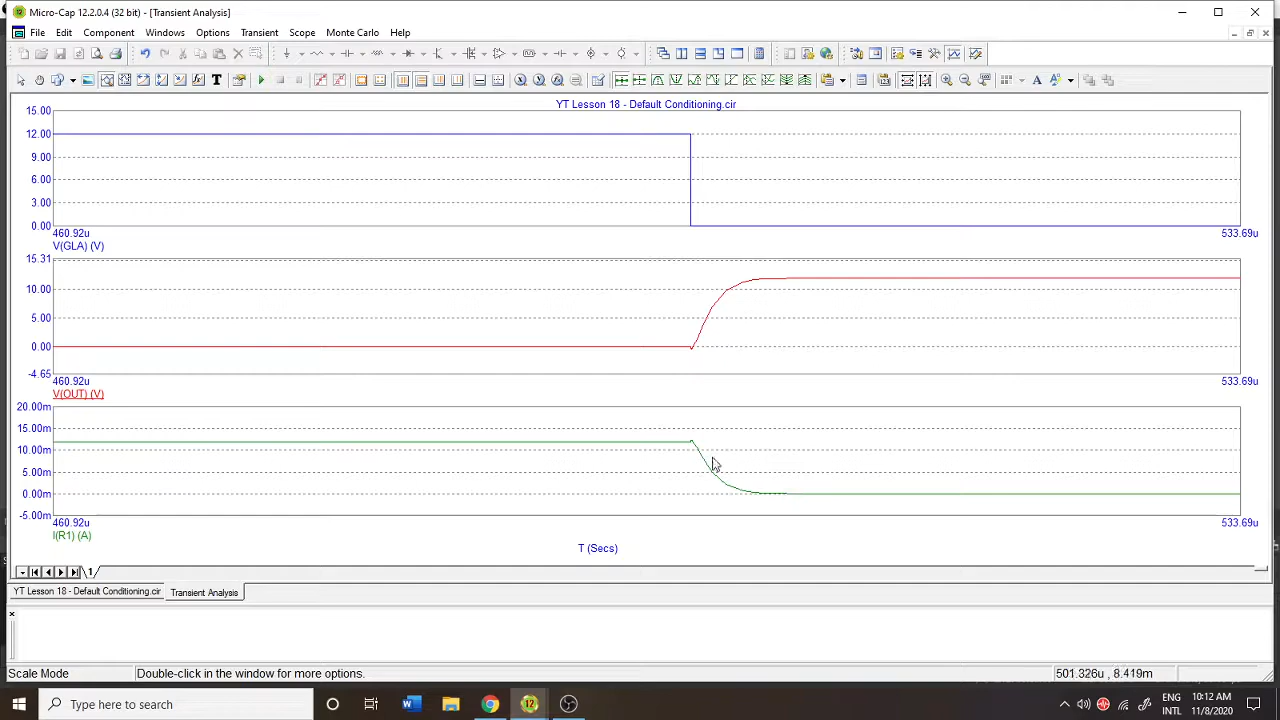 Micro-Cap 12.2.0.4 (32 bit) - [Transient Analysis]
File Edit Component Windows Options Transient Scope Monte Carlo Help
YT Lesson 18 - Default Conditioning.cir
15.00
12.00
9.00
6.00
3.00
0.00
460.92u 533.69u
V(GLA) (V)
15.31
10.00
5.00
0.00
-4.65
460.92u 533.69u
V(OUT) (V)
20.00m
15.00m
10.00m
5.00m
0.00m
-5.00m
460.92u 533.69u
I(R1) (A)
T (Secs)
1
YT Lesson 18 - Default Conditioning.cir Transient Analysis
Scale Mode Double-click in the window for more options. 501.326u , 8.419m
Type here to search
ENG 10:12 AM
INTL 11/8/2020